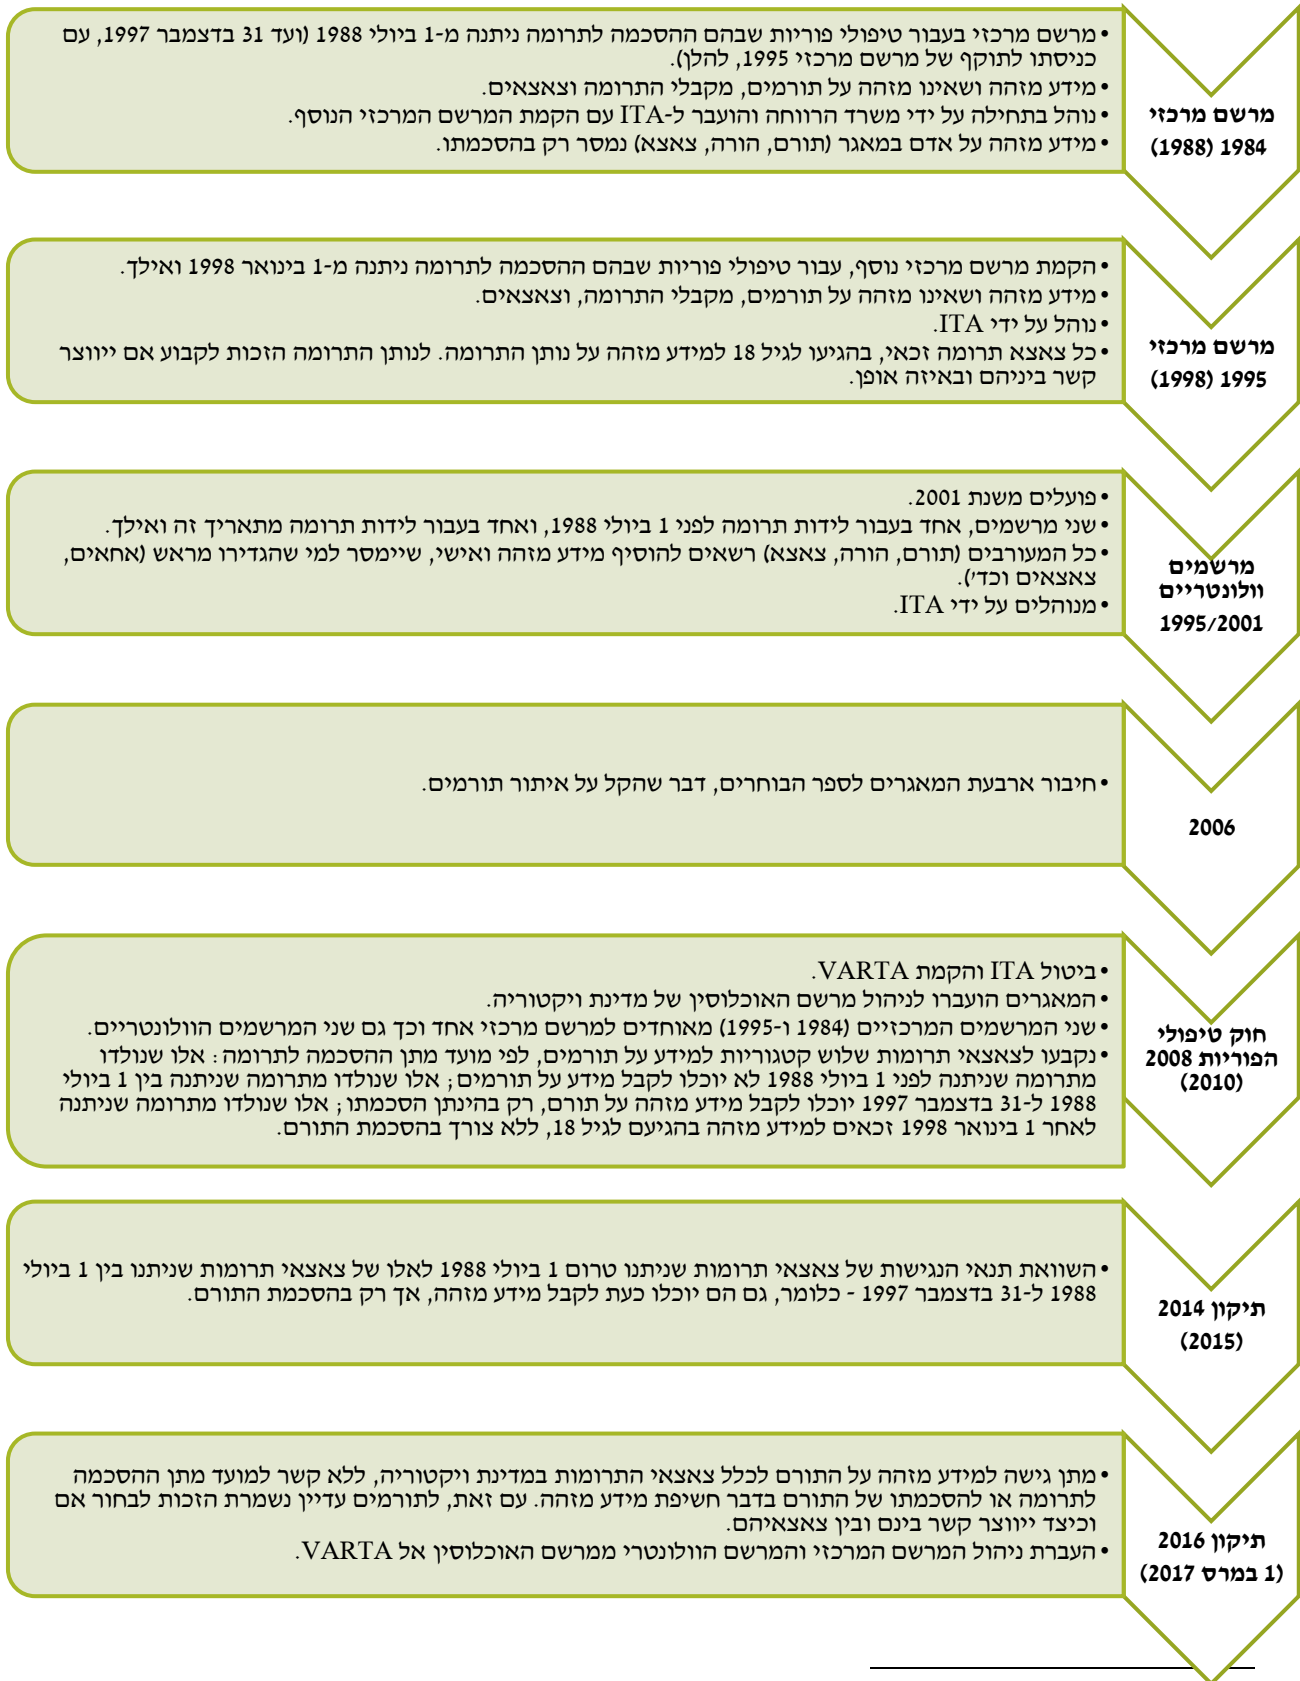 מרשם מרכזי
1984 (1988)
•מרשם מרכזי בעבור טיפולי פוריות שבהם ההסכמה לתרומה ניתנה מ-1 ביולי 1988 (ועד 31 בדצמבר 1997, עם
כניסתו לתוקף של מרשם מרכזי 1995, להלן).
•מידע מזהה ושאינו מזהה על תורמים, מקבלי התרומה וצאצאים.
•נוהל בתחילה על ידי משרד הרווחה והועבר ל-ITA עם הקמת המרשם המרכזי הנוסף.
•מידע מזהה על אדם במאגר (תורם, הורה, צאצא) נמסר רק בהסכמתו.
מרשם מרכזי
1995 (1998)
•הקמת מרשם מרכזי נוסף, עבור טיפולי פוריות שבהם ההסכמה לתרומה ניתנה מ-1 בינואר 1998 ואילך.
•מידע מזהה ושאינו מזהה על תורמים, מקבלי התרומה, וצאצאים.
•נוהל על ידי ITA.
•כל צאצא תרומה זכאי, בהגיעו לגיל 18 למידע מזהה על נותן התרומה. לנותן התרומה הזכות לקבוע אם ייווצר
קשר ביניהם ובאיזה אופן.
מרשמים
וולונטריים
1995/2001
•פועלים משנת 2001.
•שני מרשמים, אחד בעבור לידות תרומה לפני 1 ביולי 1988, ואחד בעבור לידות תרומה מתאריך זה ואילך.
•כל המעורבים (תורם, הורה, צאצא) רשאים להוסיף מידע מזהה ואישי, שיימסר למי שהגדירו מראש (אחאים,
צאצאים וכד').
•מנוהלים על ידי ITA.
2006
•חיבור ארבעת המאגרים לספר הבוחרים, דבר שהקל על איתור תורמים.
חוק טיפולי
הפוריות 2008
(2010)
•ביטול ITA והקמת VARTA.
•המאגרים הועברו לניהול מרשם האוכלוסין של מדינת ויקטוריה.
•שני המרשמים המרכזיים (1984 ו-1995) מאוחדים למרשם מרכזי אחד וכך גם שני המרשמים הוולונטריים.
•נקבעו לצאצאי תרומות שלוש קטגוריות למידע על תורמים, לפי מועד מתן ההסכמה לתרומה: אלו שנולדו
מתרומה שניתנה לפני 1 ביולי 1988 לא יוכלו לקבל מידע על תורמים; אלו שנולדו מתרומה שניתנה בין 1 ביולי
1988 ל-31 בדצמבר 1997 יוכלו לקבל מידע מזהה על תורם, רק בהינתן הסכמתו; אלו שנולדו מתרומה שניתנה
לאחר 1 בינואר 1998 זכאים למידע מזהה בהגיעם לגיל 18, ללא צורך בהסכמת התורם.
תיקון 2014
(2015)
•השוואת תנאי הנגישות של צאצאי תרומות שניתנו טרום 1 ביולי 1988 לאלו של צאצאי תרומות שניתנו בין 1 ביולי
1988 ל-31 בדצמבר 1997 - כלומר, גם הם יוכלו כעת לקבל מידע מזהה, אך רק בהסכמת התורם.
תיקון 2016
(1 במרס 2017)
•מתן גישה למידע מזהה על התורם לכלל צאצאי התרומות במדינת ויקטוריה, ללא קשר למועד מתן ההסכמה
לתרומה או להסכמתו של התורם בדבר חשיפת מידע מזהה. עם זאת, לתורמים עדיין נשמרת הזכות לבחור אם
וכיצד ייווצר קשר בינם ובין צאצאיהם.
•העברת ניהול המרשם המרכזי והמרשם הוולונטרי ממרשם האוכלוסין אל VARTA.